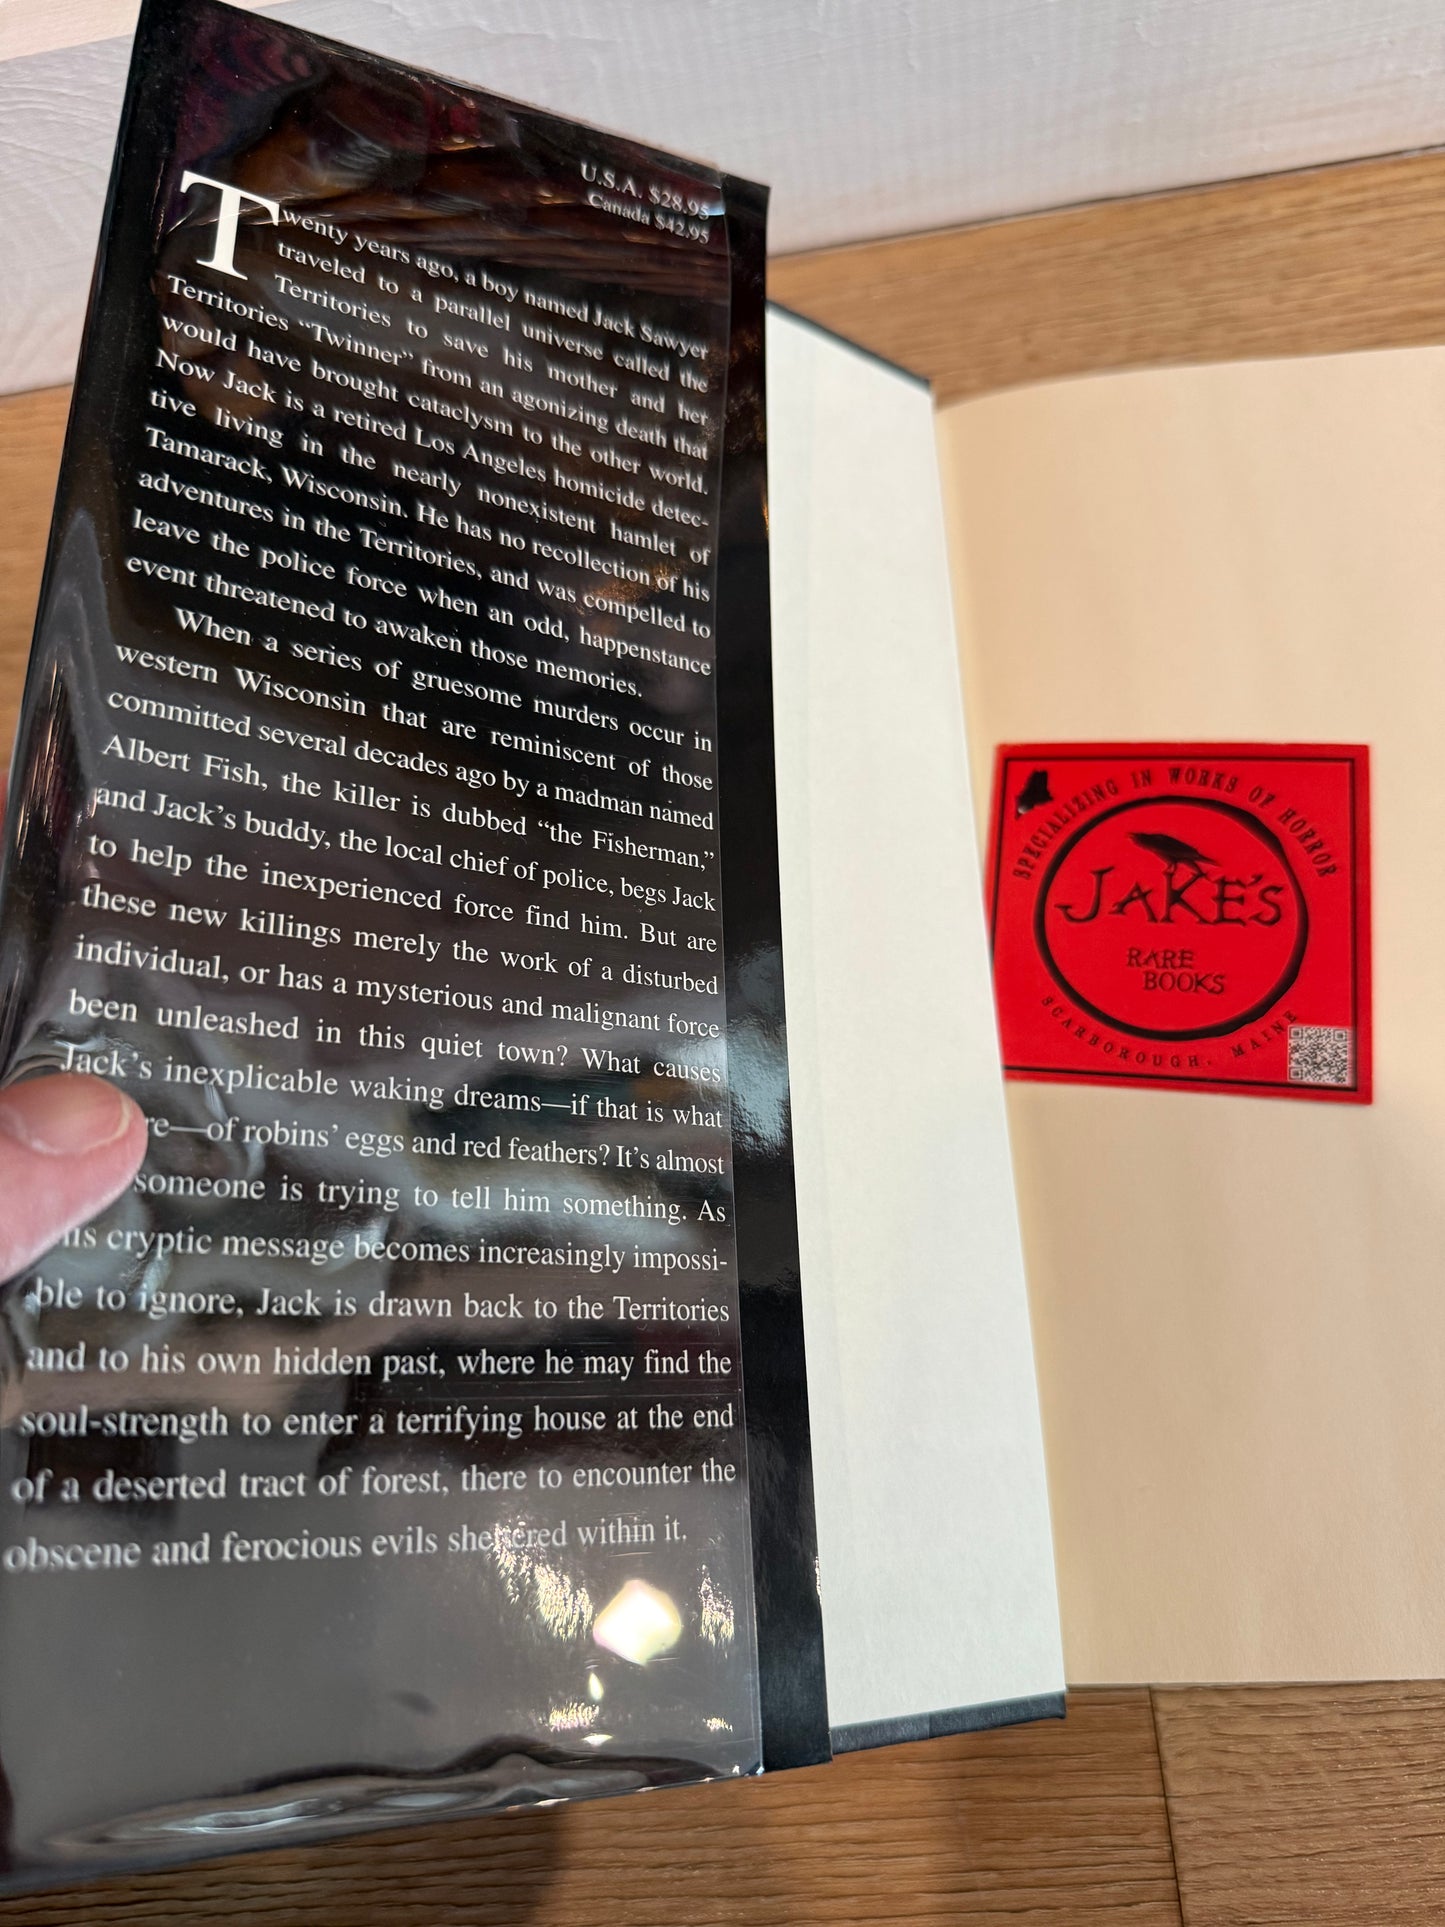 U.S.A. $28.95
Canada $42.95
Twenty years ago, a boy named Jack Sawyer
traveled to a parallel universe called the
Territories to save his mother and her
Territories “Twinner” from an agonizing death that
would have brought cataclysm to the other world.
Now Jack is a retired Los Angeles homicide detec-
tive living in the nearly nonexistent hamlet of
Tamarack, Wisconsin. He has no recollection of his
adventures in the Territories, and was compelled to
leave the police force when an odd, happenstance
event threatened to awaken those memories.
When a series of gruesome murders occur in
western Wisconsin that are reminiscent of those
committed several decades ago by a madman named
Albert Fish, the killer is dubbed “the Fisherman,”
and Jack’s buddy, the local chief of police, begs Jack
to help the inexperienced force find him. But are
these new killings merely the work of a disturbed
individual, or has a mysterious and malignant force
been unleashed in this quiet town? What causes
Jack’s inexplicable waking dreams—if that is what
re—of robins’ eggs and red feathers? It’s almost
someone is trying to tell him something. As
cryptic message becomes increasingly impossi-
ble to ignore, Jack is drawn back to the Territories
and to his own hidden past, where he may find the
soul-strength to enter a terrifying house at the end
of a deserted tract of forest, there to encounter the
obscene and ferocious evils sheltered within it.
SPECIALIZING IN WORKS OF HORROR
JAKE'S
RARE
BOOKS
SCARBOROUGH, MAINE